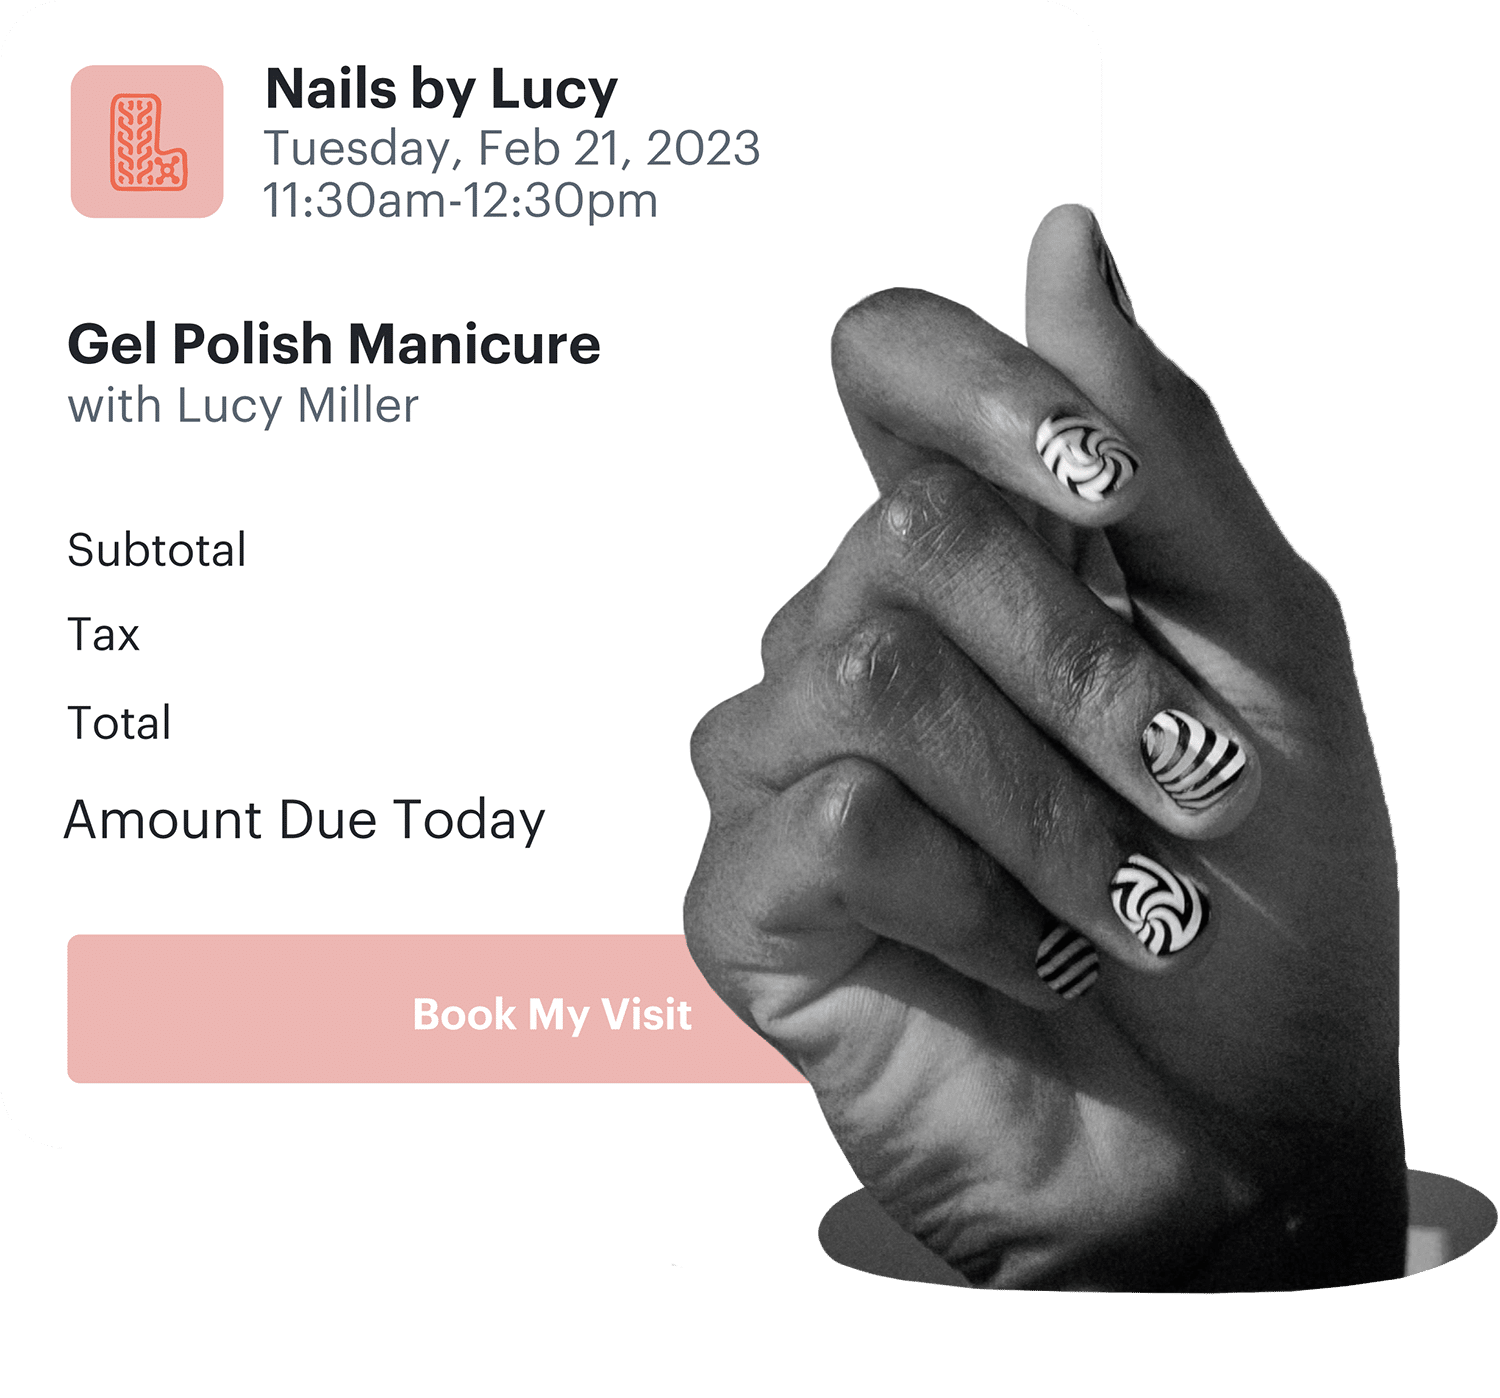 Nails by Lucy
Tuesday, Feb 21, 2023
11:30am-12:30pm
Gel Polish Manicure
with Lucy Miller
Subtotal
Tax
Total
Amount Due Today
Book My Visit